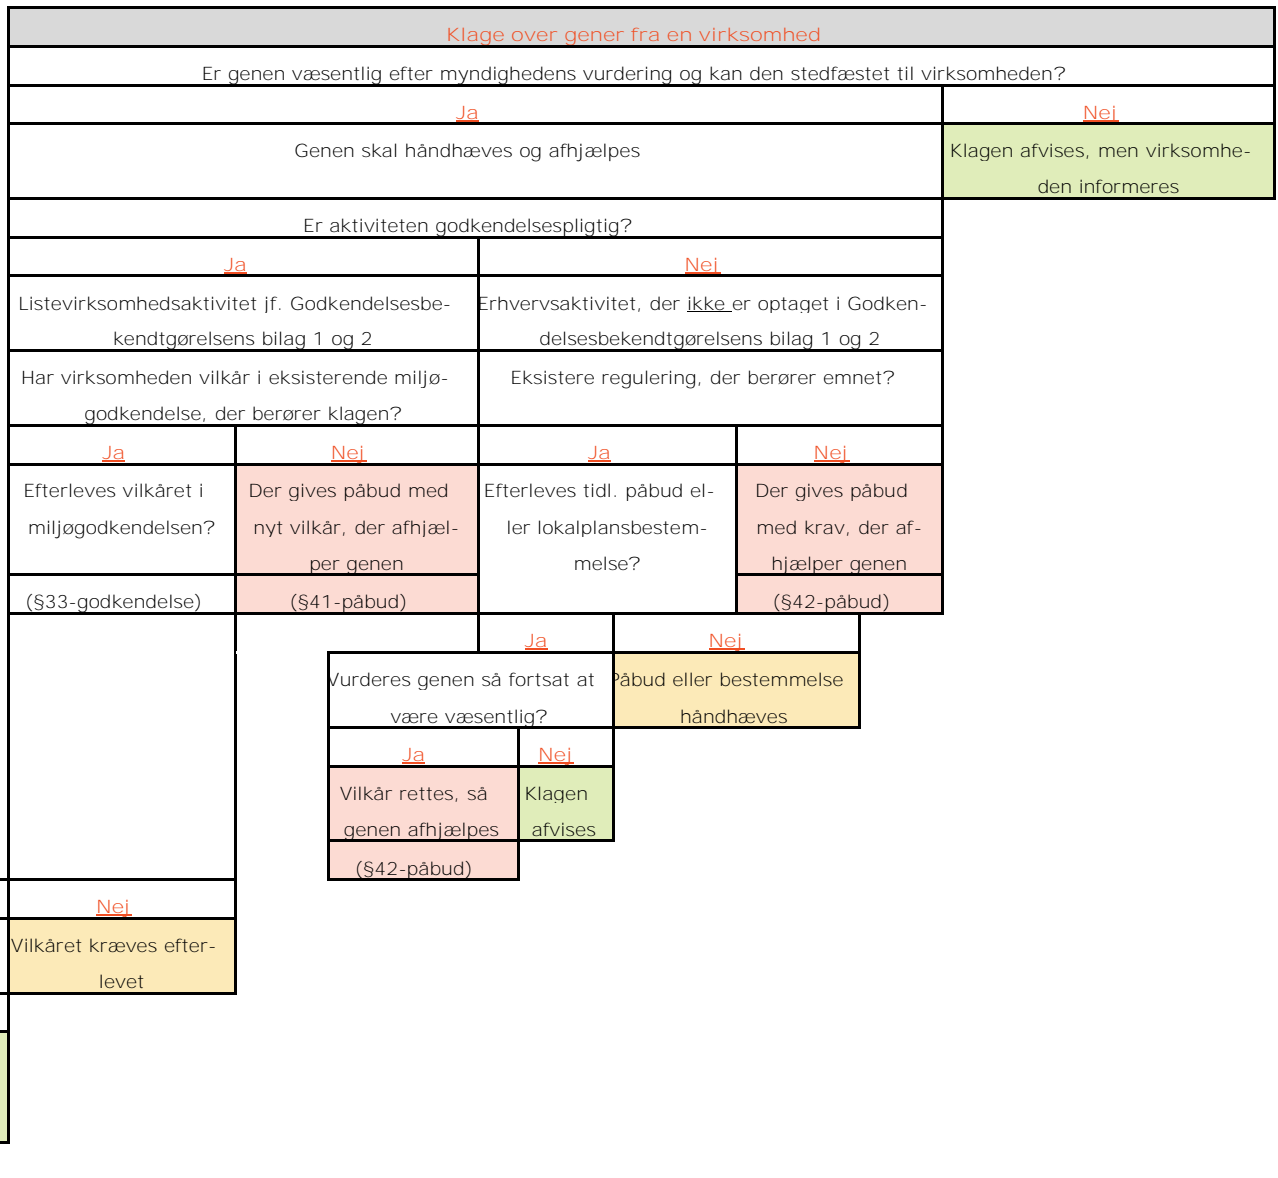 Klage over gener fra en virksomhed
Er genen væsentlig efter myndighedens vurdering og kan den stedfæstet til virksomheden?
Ja
Nej
Genen skal håndhæves og afhjælpes
Klagen afvises, men virksomhe-
den informeres
Er aktiviteten godkendelsespligtig?
Ja
Nej
Listevirksomhedsaktivitet jf. Godkendelsesbe-
kendtgørelsens bilag 1 og 2
Erhvervsaktivitet, der ikke er optaget i Godken-
delsesbekendtgørelsens bilag 1 og 2
Har virksomheden vilkår i eksisterende miljø-
godkendelse, der berører klagen?
Eksistere regulering, der berører emnet?
Ja
Nej
Ja
Nej
Efterleves vilkåret i
miljøgodkendelsen?
(§33-godkendelse)
Der gives påbud med
nyt vilkår, der afhjæl-
per genen
(§41-påbud)
Efterleves tidl. påbud el-
ler lokalplansbestem-
melse?
Der gives påbud
med krav, der af-
hjælper genen
(§42-påbud)
Ja
Nej
Vurderes genen så fortsat at
være væsentlig?
Påbud eller bestemmelse
håndhæves
Ja
Nej
Vilkår rettes, så
genen afhjælpes
(§42-påbud)
Klagen
afvises
Nej
Vilkåret kræves efter-
levet